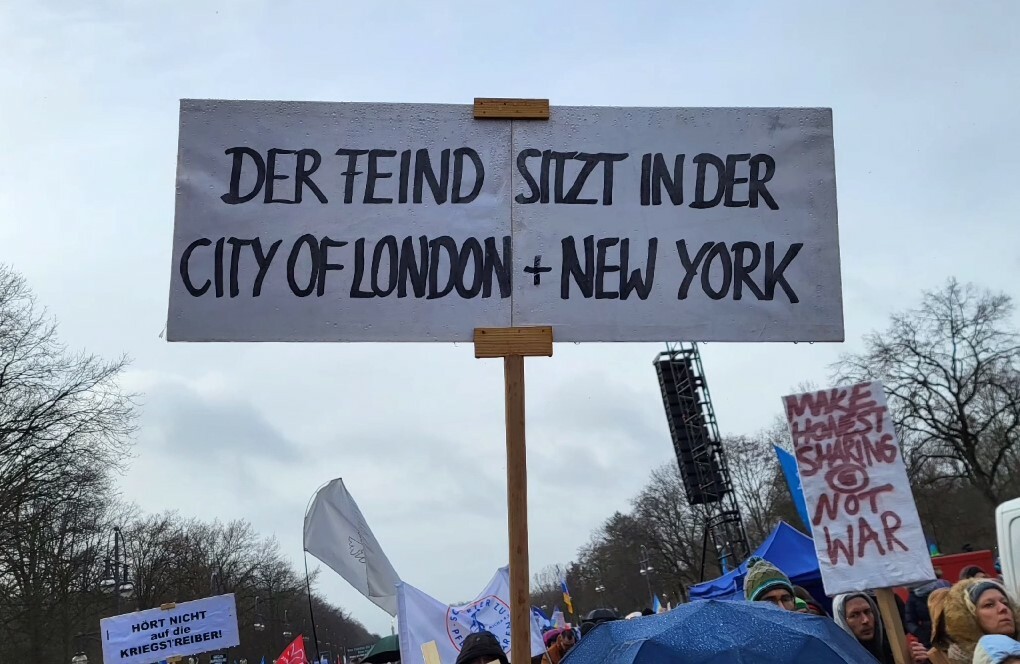 DER FEIND SITZT IN DER
CITY OF LONDON + NEW YORK
MAKE
HONEST
SHARING
NOT
WAR
HÖRT NICHT
auf die
KRIEGSTREIBER!